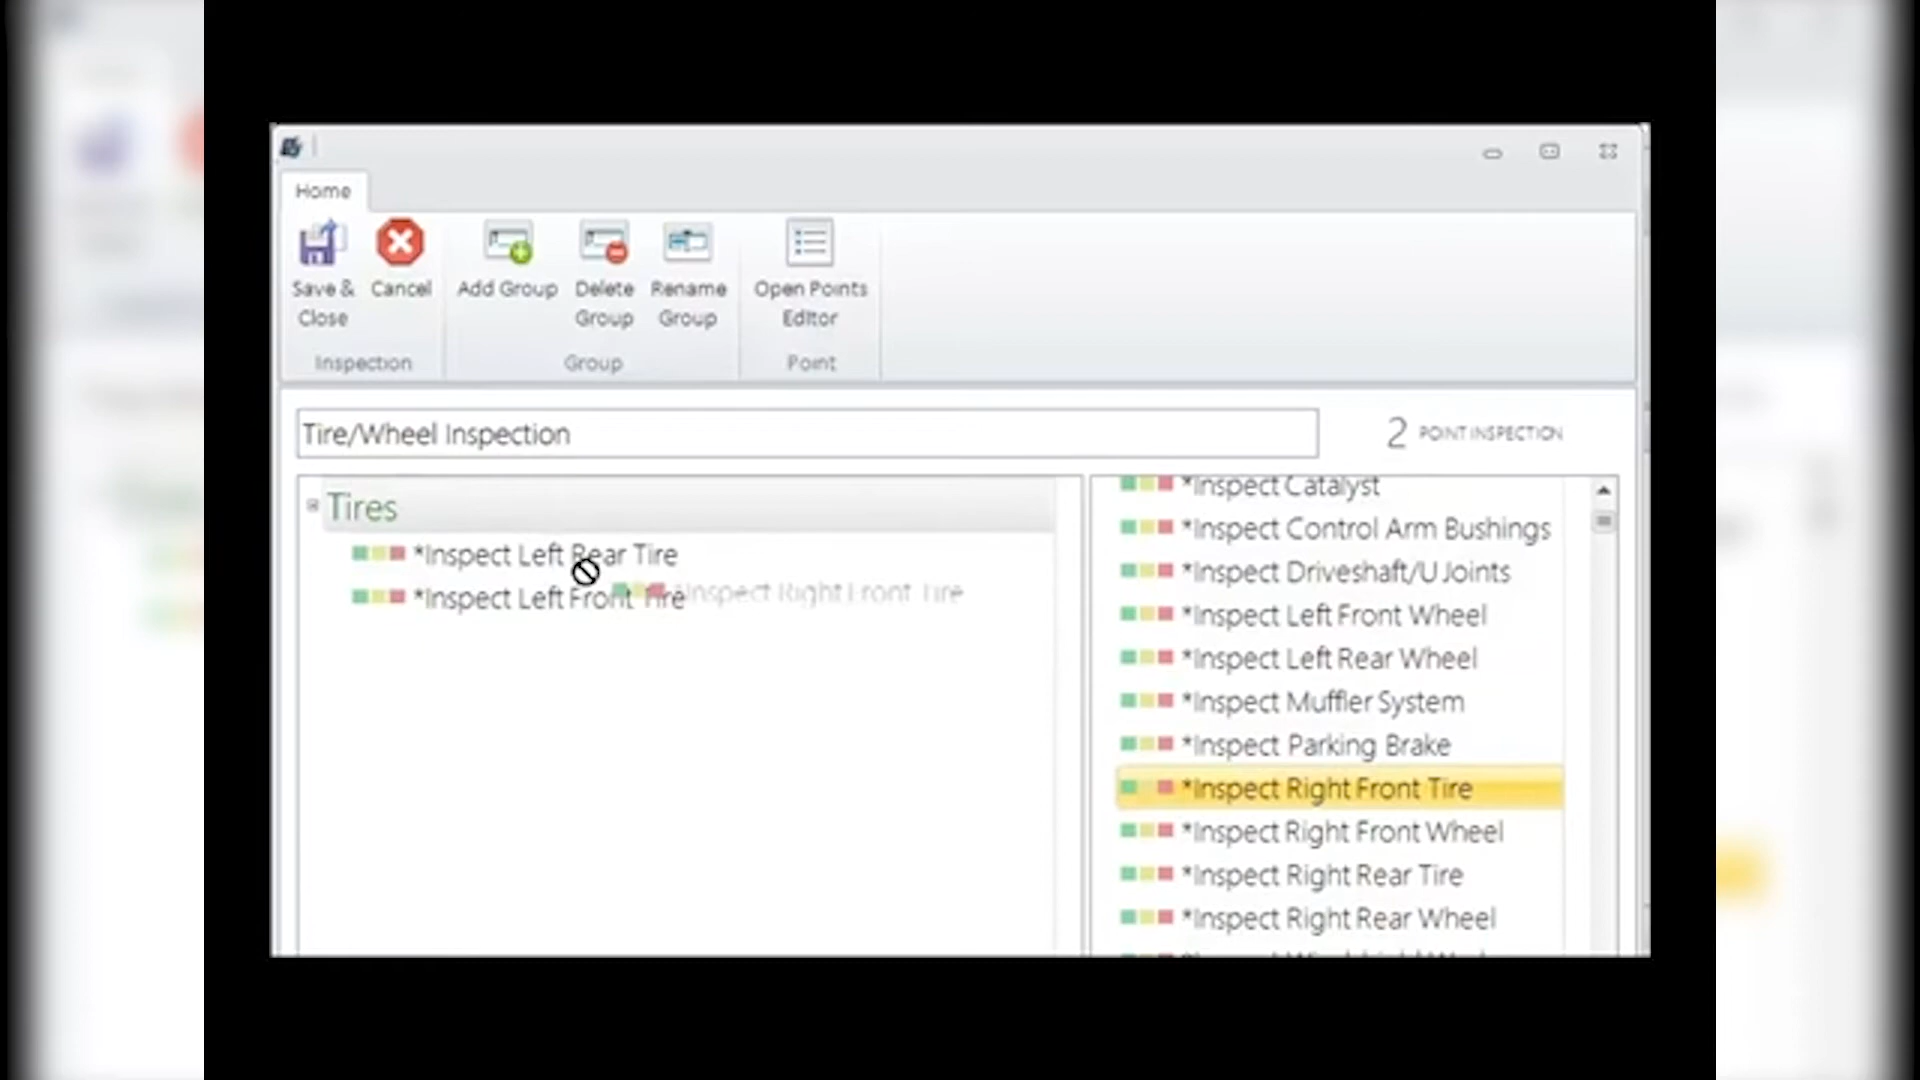 Home
Save &
Close
Cancel
Add Group
Delete
Group
Rename
Group
Open Points
Editor
Inspection
Group
Point
Tire/Wheel Inspection
2 POINT INSPECTION
Tires
*Inspect Left Rear Tire
*Inspect Left Front Tire
*Inspect Right Front Tire
*Inspect Catalyst
*Inspect Control Arm Bushings
*Inspect Driveshaft/U Joints
*Inspect Left Front Wheel
*Inspect Left Rear Wheel
*Inspect Muffler System
*Inspect Parking Brake
*Inspect Right Front Tire
*Inspect Right Front Wheel
*Inspect Right Rear Tire
*Inspect Right Rear Wheel